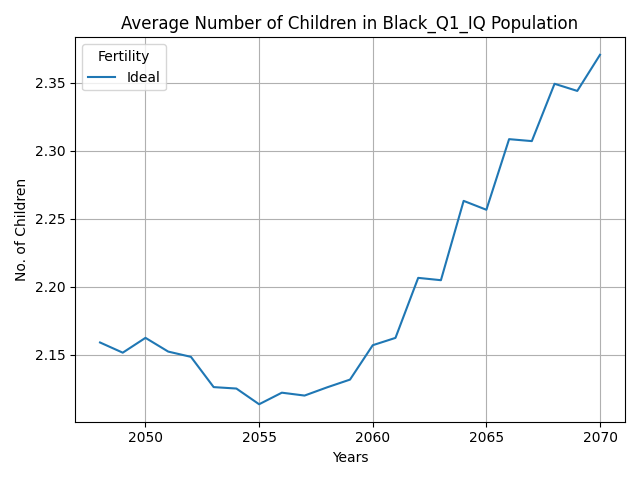 Average Number of Children in Black_Q1_IQ Population
Fertility
Ideal
No. of Children
2.35
2.30
2.25
2.20
2.15
2050
2055
2060
2065
2070
Years